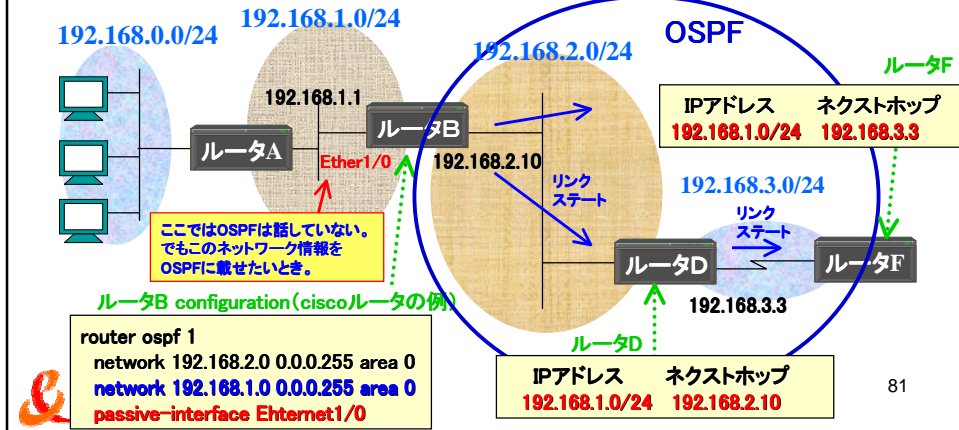 192.168.0.0/24
192.168.1.0/24
192.168.2.0/24
OSPF
ルータF
IPアドレス ネクストホップ
192.168.1.0/24 192.168.3.3
192.168.1.1
ルータA
ルータB
Ether1/0
192.168.2.10
リンク
ステート
192.168.3.0/24
リンク
ステート
ここではOSPFは話していない。
でもこのネットワーク情報を
OSPFに載せたいとき。
ルータD
ルータF
192.168.3.3
ルータB configuration(ciscoルータの例)
router ospf 1
network 192.168.2.0 0.0.0.255 area 0
network 192.168.1.0 0.0.0.255 area 0
passive-interface Ehternet1/0
ルータD
IPアドレス ネクストホップ
192.168.1.0/24 192.168.2.10
81